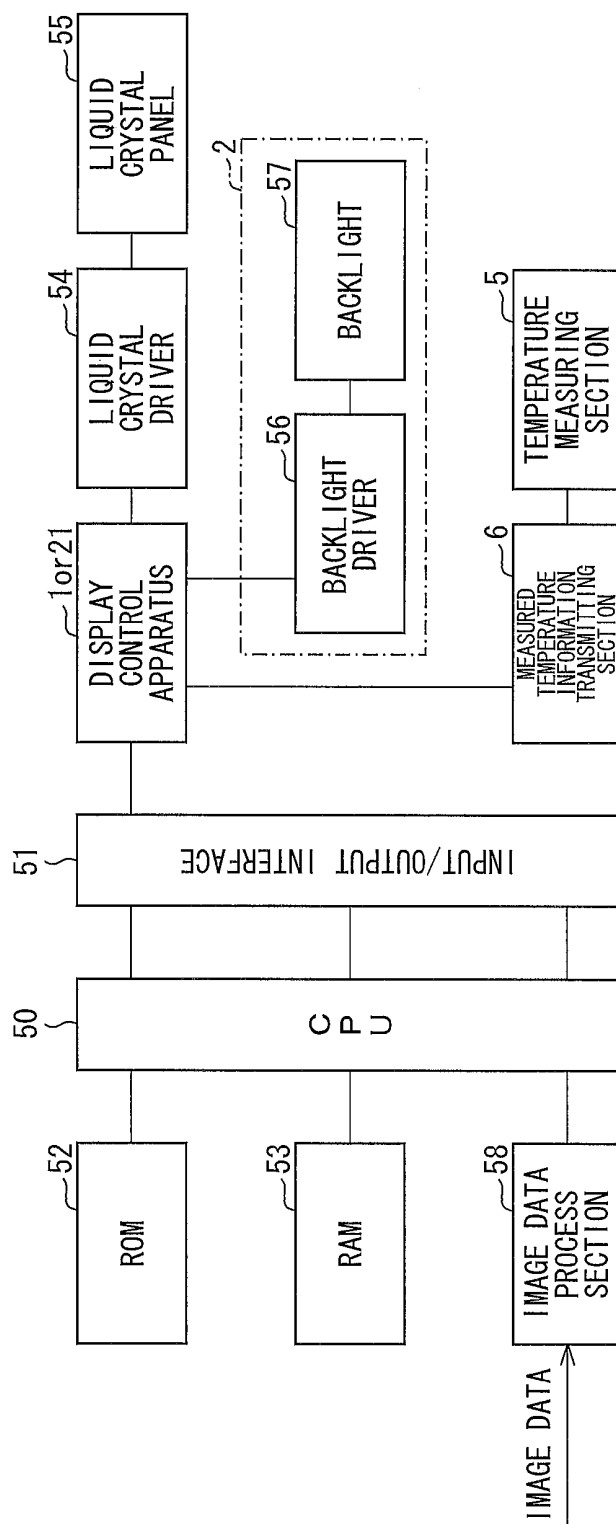 52
ROM
53
RAM
IMAGE DATA
58
IMAGE DATA
PROCESS
SECTION
50
CPU
51
INPUT/OUTPUT INTERFACE
1or21
DISPLAY
CONTROL
APPARATUS
54
LIQUID
CRYSTAL
DRIVER
55
LIQUID
CRYSTAL
PANEL
2
56
BACKLIGHT
DRIVER
57
BACKLIGHT
6
MEASURED
TEMPERATURE
INFORMATION
TRANSMITTING
SECTION
5
TEMPERATURE
MEASURING
SECTION